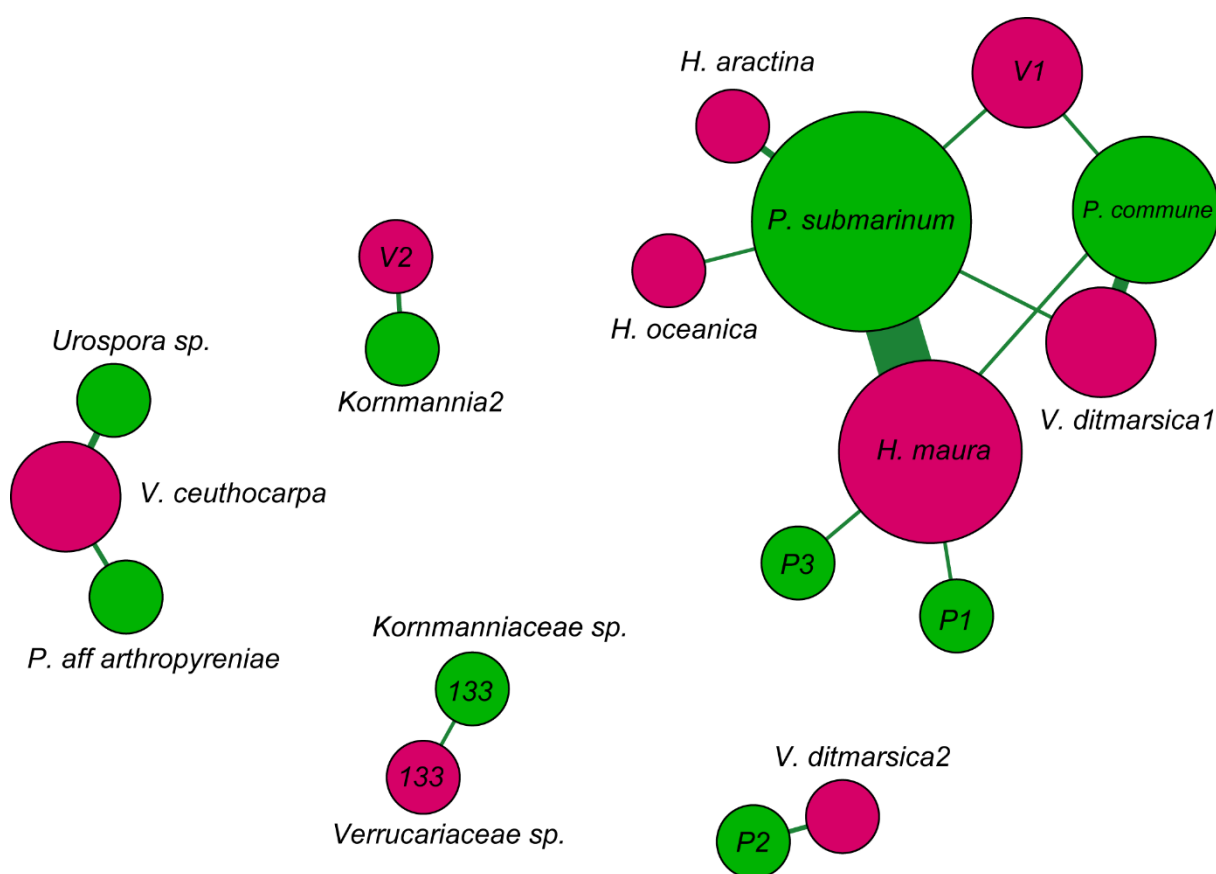 H. aractina
V1
P. submarinum
P. commune
V2
H. oceanica
Urospora sp.
Kornmannia2
V. ditmarsica1
H. maura
V. ceuthocarpa
P3
P1
P. aff arthropyreniae
Kornmanniaceae sp.
133
133
V. ditmarsica2
Verrucariaceae sp.
P2